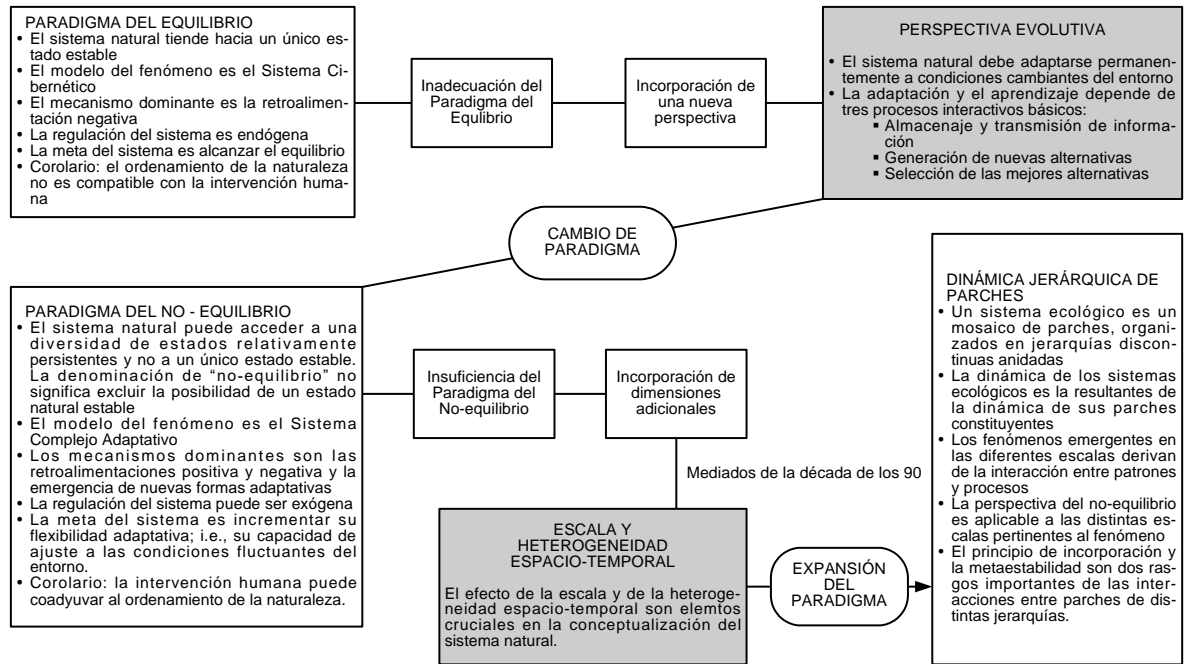 PARADIGMA DEL EQUILIBRIO
• El sistema natural tiende hacia un único es-
tado estable
• El modelo del fenómeno es el Sistema Ci-
bernético
• El mecanismo dominante es la retroalimen-
tación negativa
• La regulación del sistema es endógena
• La meta del sistema es alcanzar el equilibrio
• Corolario: el ordenamiento de la naturaleza
no es compatible con la intervención huma-
na
Inadecuación del
Paradigma del
Equlibrio
Incorporación de
una nueva
perspectiva
PERSPECTIVA EVOLUTIVA
• El sistema natural debe adaptarse permanen-
temente a condiciones cambiantes del entorno
• La adaptación y el aprendizaje depende de
tres procesos interactivos básicos:
▪ Almacenaje y transmisión de informa-
ción
▪ Generación de nuevas alternativas
▪ Selección de las mejores alternativas
CAMBIO DE
PARADIGMA
PARADIGMA DEL NO - EQUILIBRIO
• El sistema natural puede acceder a una
diversidad de estados relativamente
persistentes y no a un único estado estable.
La denominación de “no-equilibrio” no
significa excluir la posibilidad de un estado
natural estable
• El modelo del fenómeno es el Sistema
Complejo Adaptativo
• Los mecanismos dominantes son las
retroalimentaciones positiva y negativa y la
emergencia de nuevas formas adaptativas
• La regulación del sistema puede ser exógena
• La meta del sistema es incrementar su
flexibilidad adaptativa; i.e., su capacidad de
ajuste a las condiciones fluctuantes del
entorno.
• Corolario: la intervención humana puede
coadyuvar al ordenamiento de la naturaleza.
Insuficiencia del
Paradigma del
No-equilibrio
Incorporación de
dimensiones
adicionales
Mediados de la década de los 90
ESCALA Y
HETEROGENEIDAD
ESPACIO-TEMPORAL
El efecto de la escala y de la heteroge-
neidad espacio-temporal son elemtos
cruciales en la conceptualización del
sistema natural.
EXPANSIÓN
DEL
PARADIGMA
DINÁMICA JERÁRQUICA DE
PARCHES
• Un sistema ecológico es un
mosaico de parches, organi-
zados en jerarquías discon-
tinuas anidadas
• La dinámica de los sistemas
ecológicos es la resultantes de
la dinámica de sus parches
constituyentes
• Los fenómenos emergentes en
las diferentes escalas derivan
de la interacción entre patrones
y procesos
• La perspectiva del no-equilibrio
es aplicable a las distintas es-
calas pertinentes al fenómeno
• El principio de incorporación y
la metaestabilidad son dos ras-
gos importantes de las inter-
acciones entre parches de dis-
tintas jerarquías.